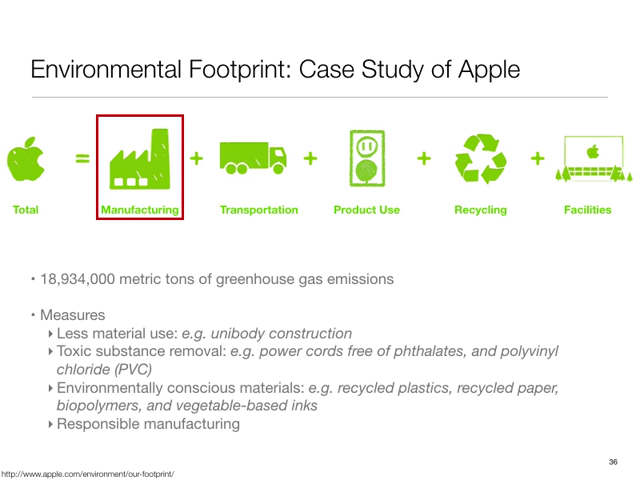 Environmental Footprint: Case Study of Apple
= + + + +
Total Manufacturing Transportation Product Use Recycling Facilities
• 18,934,000 metric tons of greenhouse gas emissions
• Measures
‣ Less material use: e.g. unibody construction
‣ Toxic substance removal: e.g. power cords free of phthalates, and polyvinyl
chloride (PVC)
‣ Environmentally conscious materials: e.g. recycled plastics, recycled paper,
biopolymers, and vegetable-based inks
‣ Responsible manufacturing
36
http://www.apple.com/environment/our-footprint/